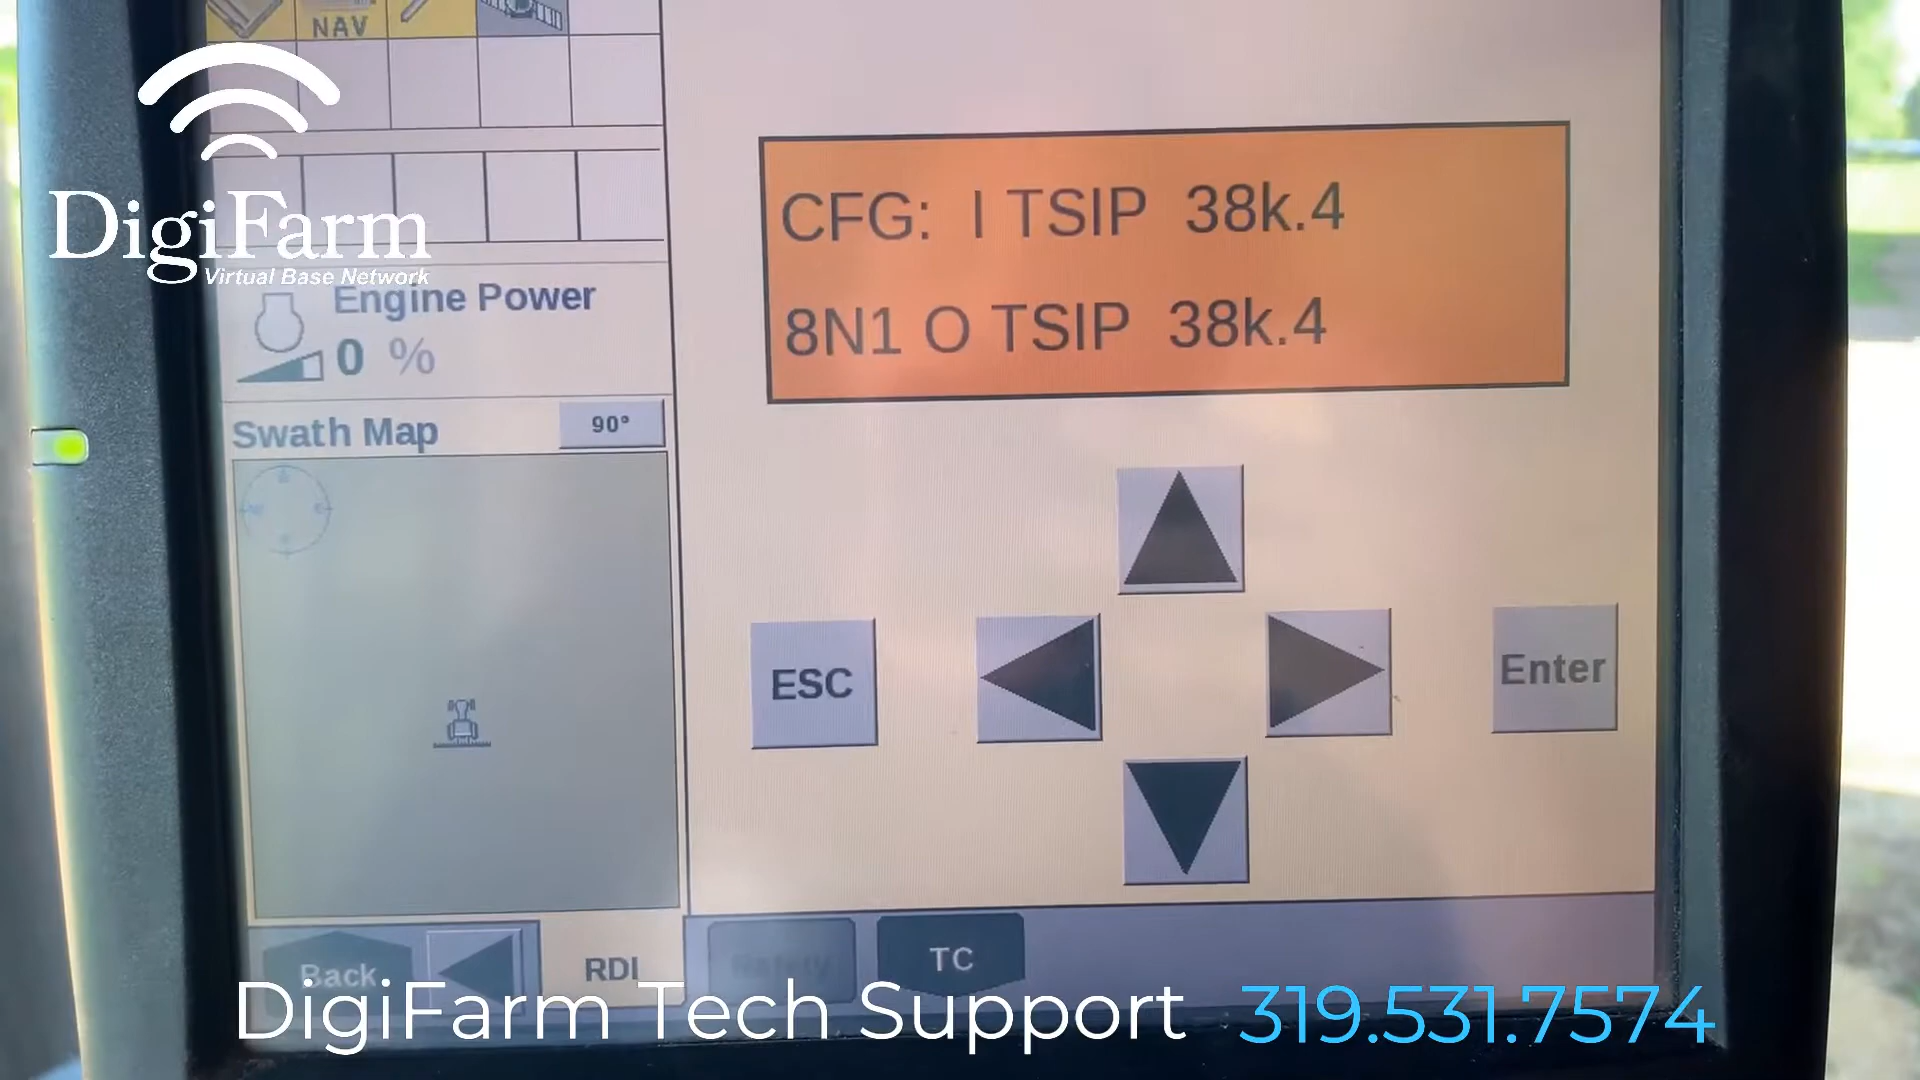 NAV
DigiFarm
Virtual Base Network
Engine Power
0 %
Swath Map
90°
CFG: I TSIP 38k.4
8N1 O TSIP 38k.4
ESC
Enter
Back
RDI
TC
DigiFarm Tech Support 319.531.7574